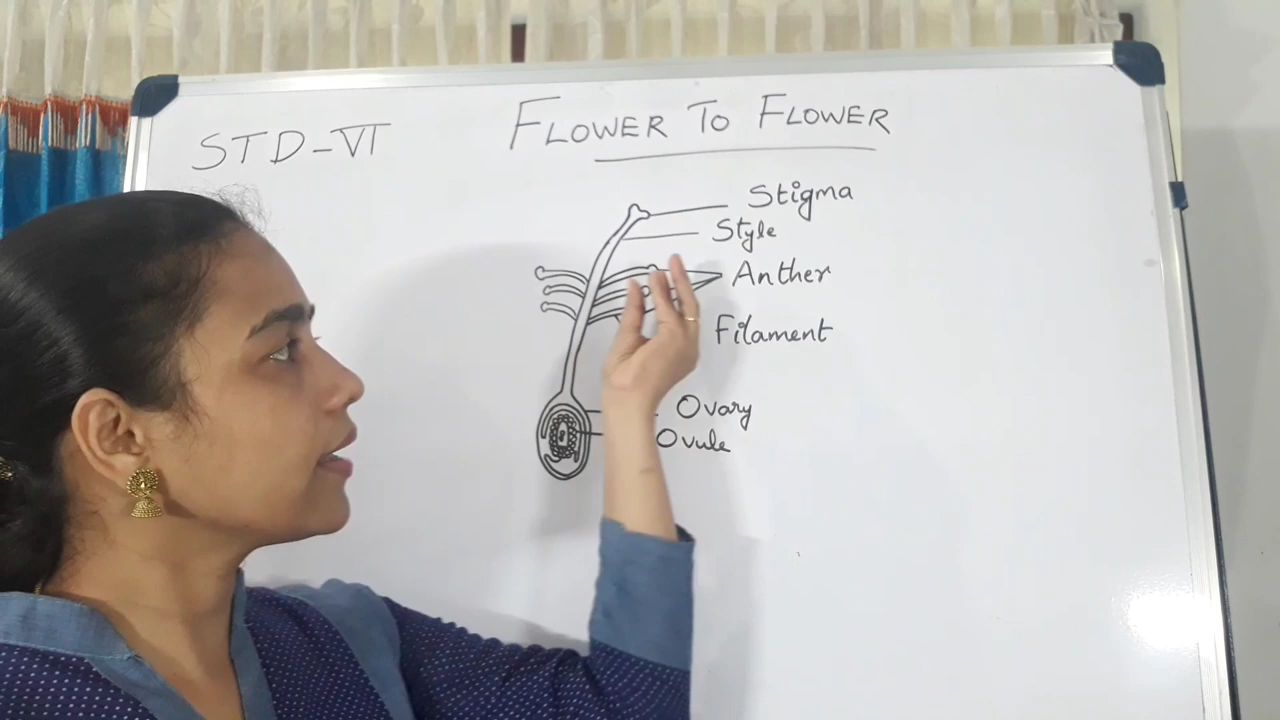 STD-VI
FLOWER TO FLOWER
Stigma
Style
Anther
Filament
Ovary
Ovule